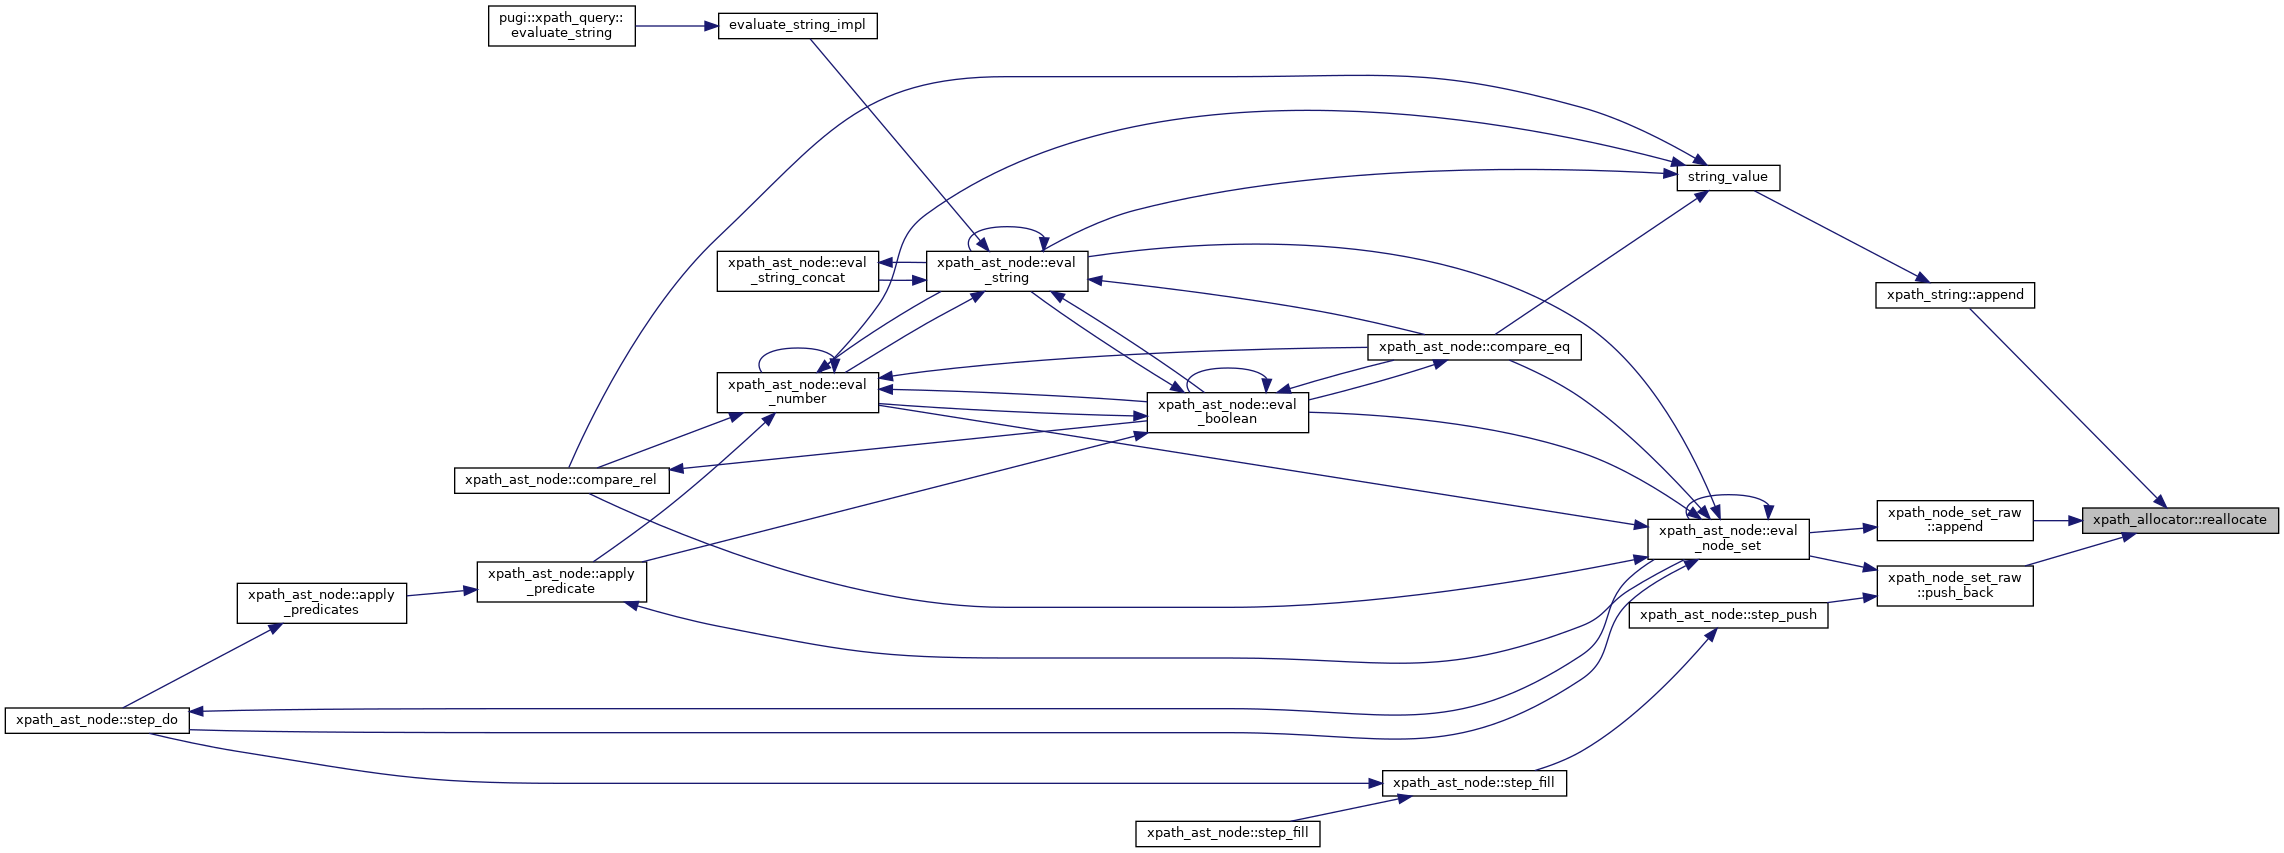 pugi::xpath_query::
evaluate_string
evaluate_string_impl
string_value
xpath_ast_node::eval
_string_concat
xpath_ast_node::eval
_string
xpath_string::append
xpath_ast_node::compare_eq
xpath_ast_node::eval
_number
xpath_ast_node::eval
_boolean
xpath_ast_node::compare_rel
xpath_node_set_raw
::append
xpath_allocator::reallocate
xpath_ast_node::eval
_node_set
xpath_ast_node::apply
_predicate
xpath_node_set_raw
::push_back
xpath_ast_node::apply
_predicates
xpath_ast_node::step_push
xpath_ast_node::step_do
xpath_ast_node::step_fill
xpath_ast_node::step_fill